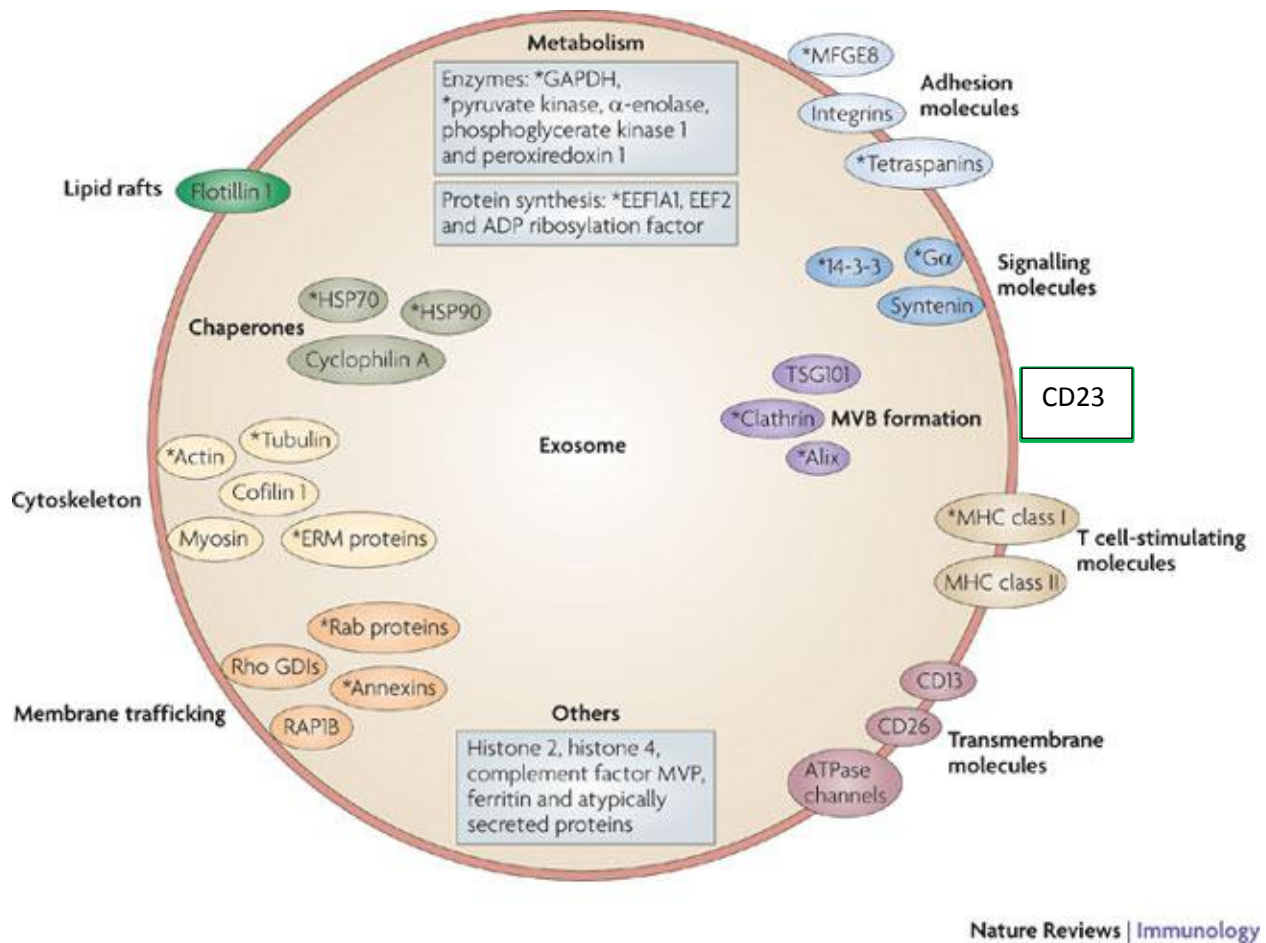 Metabolism
Enzymes: *GAPDH,
*pyruvate kinase, α-enolase,
phosphoglycerate kinase 1
and peroxiredoxin 1
Protein synthesis: *EEF1A1, EEF2
and ADP ribosylation factor
*MFGE8
Integrins
*Tetraspanins
Adhesion
molecules
Lipid rafts
Flotillin 1
*14-3-3
*Gα
Syntenin
Signalling
molecules
Chaperones
*HSP70
*HSP90
Cyclophilin A
TSG101
*Clathrin
*Alix
MVB formation
CD23
Exosome
Cytoskeleton
*Actin
*Tubulin
Cofilin 1
Myosin
*ERM proteins
*MHC class I
MHC class II
T cell-stimulating
molecules
Membrane trafficking
*Rab proteins
Rho GDIs
*Annexins
RAP1B
CD13
CD26
ATPase
channels
Transmembrane
molecules
Others
Histone 2, histone 4,
complement factor MVP,
ferritin and atypically
secreted proteins
Nature Reviews | Immunology